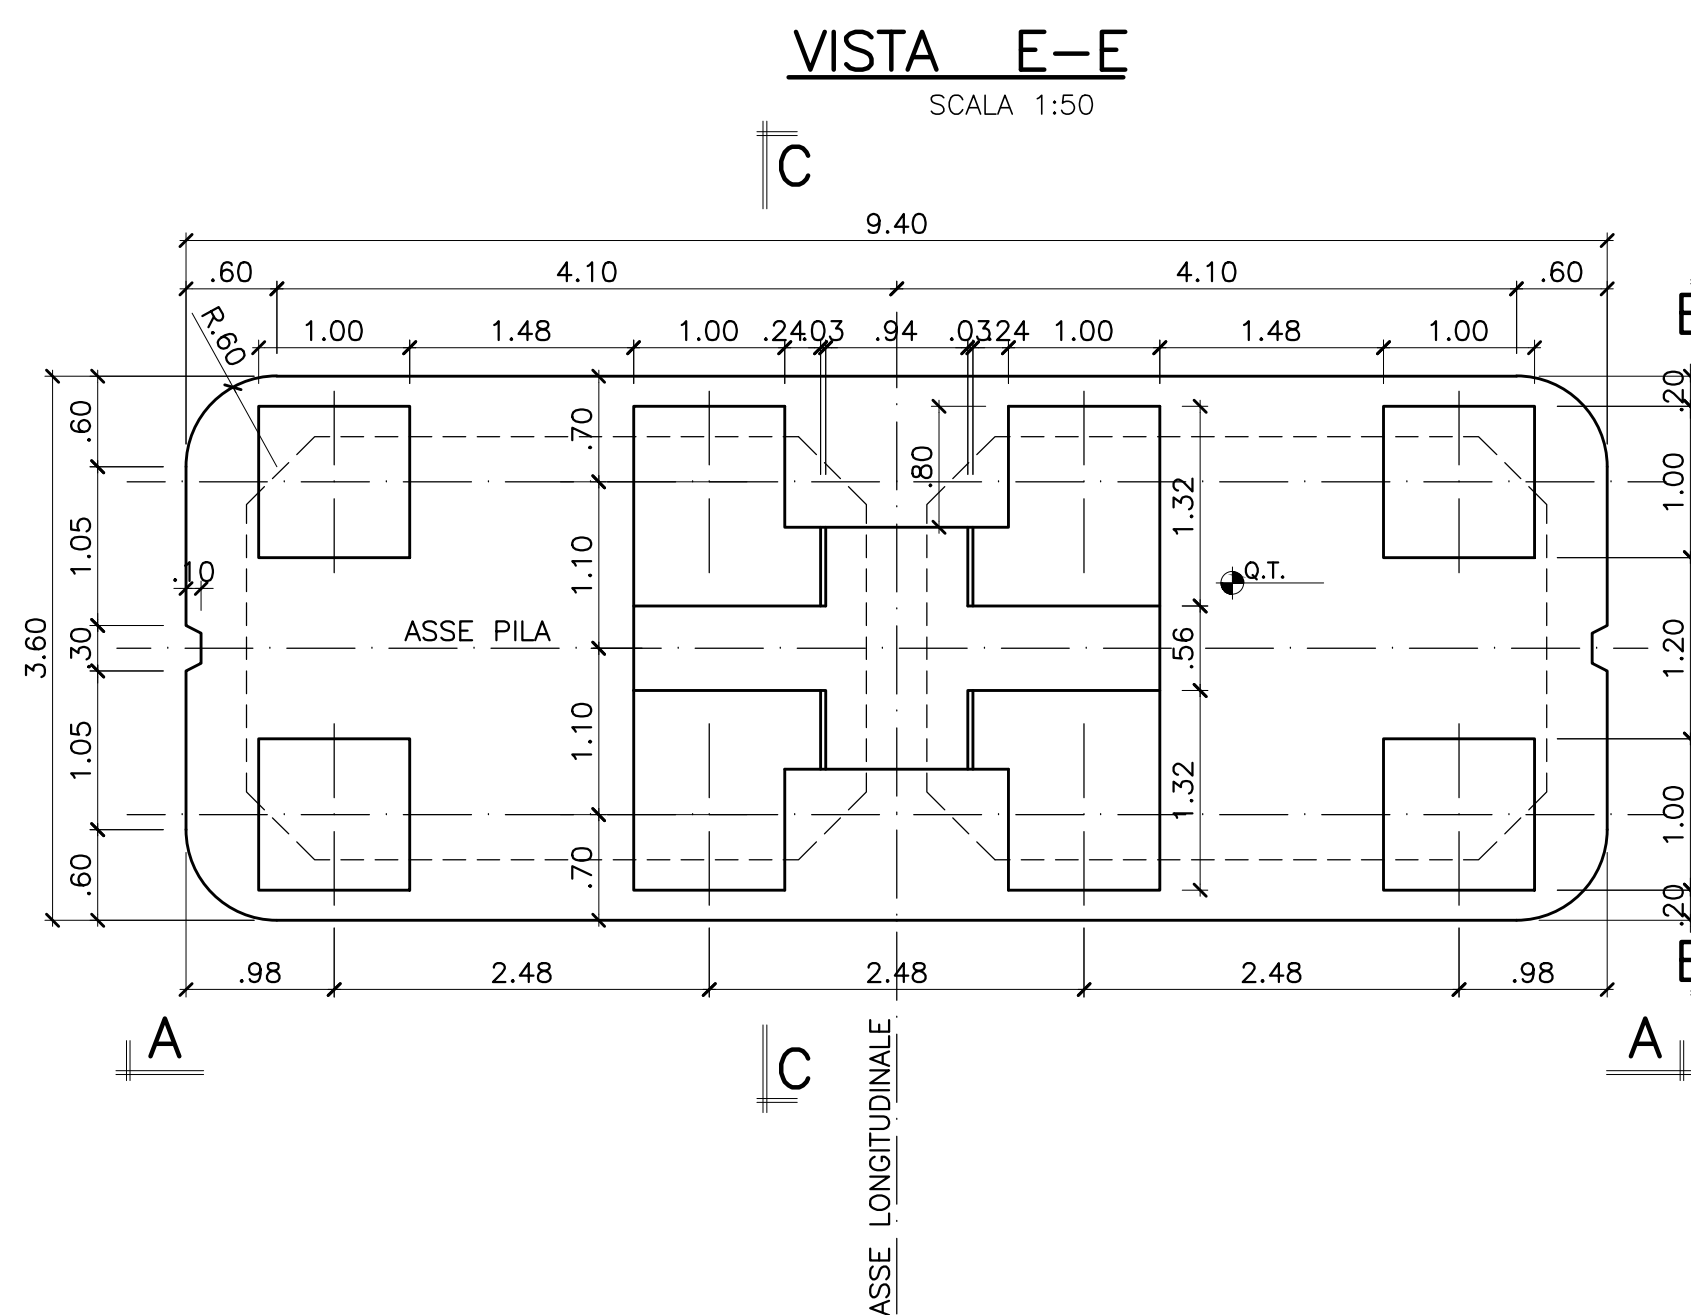 VISTA E-E
SCALA 1:50
C
9.40
.60 4.10 4.10 .60
R.60
1.00 1.48 1.00 .24 .03 .94 .03 .24 1.00 1.48 1.00
.60
.70
.80
1.32
.20
1.00
1.05
1.10
.10
Q.T.
3.60
.30
ASSE PILA
.56
1.20
1.05
1.10
1.32
1.00
.60
.70
.20
.98 2.48 2.48 2.48 .98
A
C
A
ASSE LONGITUDINALE